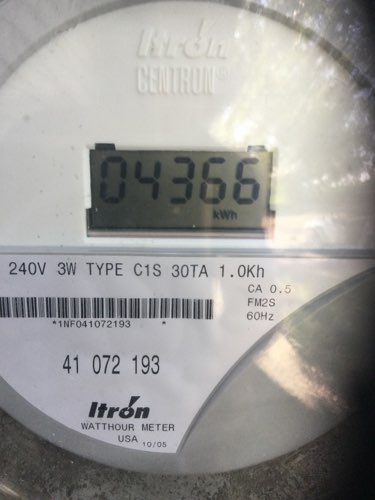 Itron
CENTRON®
04366
kWh
240V 3W TYPE C1S 30TA 1.0Kh
CA 0.5
FM2S
60Hz
*1NF041072193 *
41 072 193
Itron
WATTHOUR METER
USA 10/05